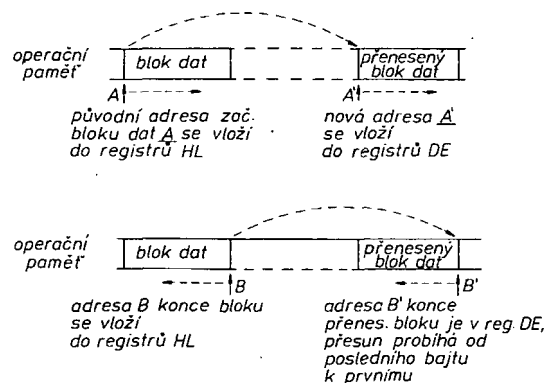 operační
paměť
blok dat
přenesený
blok dat
A
A'
původní adresa zač.
bloku dat A se vloží
do registrů HL
nová adresa A'
se vloží
do registrů DE
operační
paměť
blok dat
přenesený
blok dat
B
B'
adresa B konce bloku
se vloží
do registrů HL
adresa B' konce
přenes. bloku je v reg. DE,
přesun probíhá od
posledního bajtu
k prvnímu